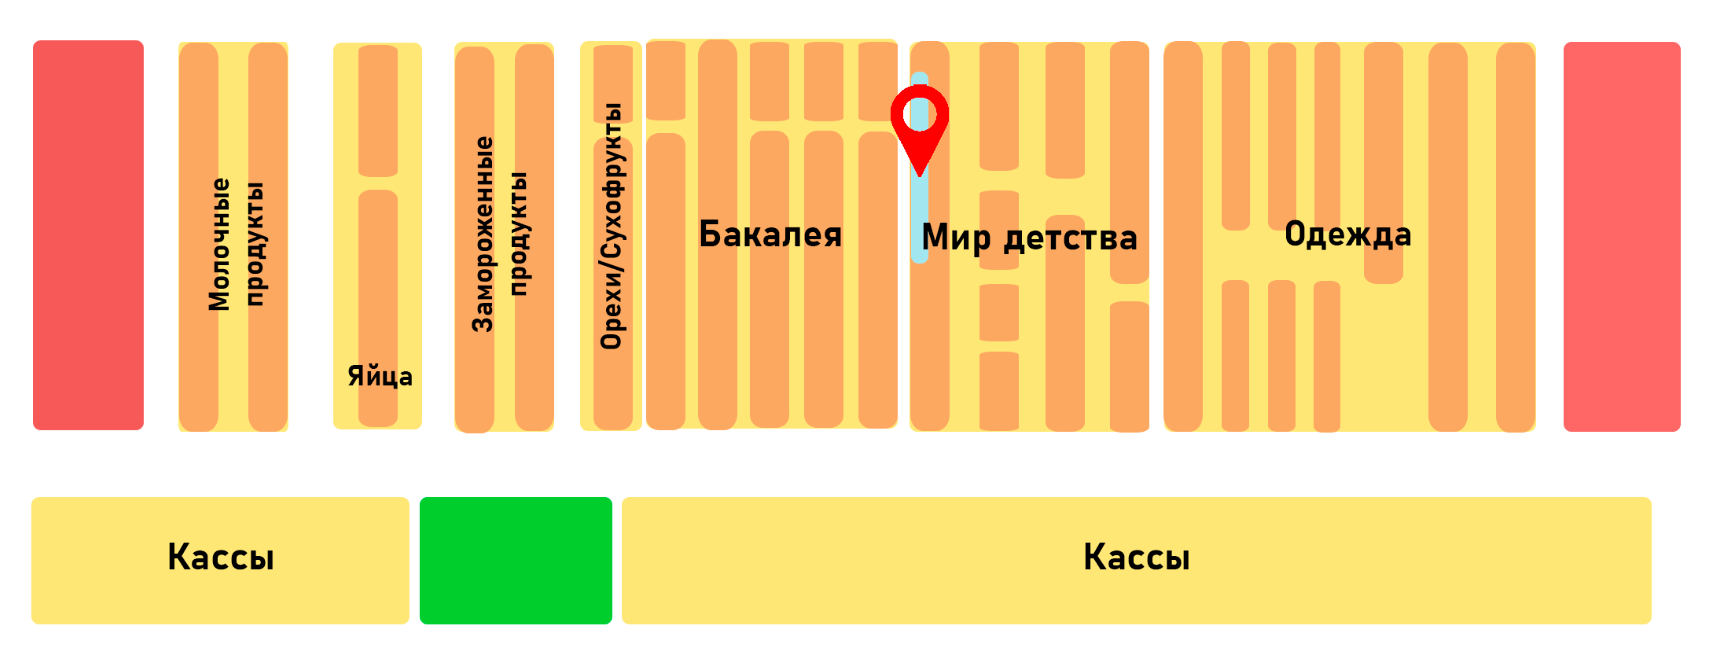 Молочные
продукты
Яйца
Замороженные
продукты
Орехи/Сухофрукты
Бакалея
Мир детства
Одежда
Кассы
Кассы